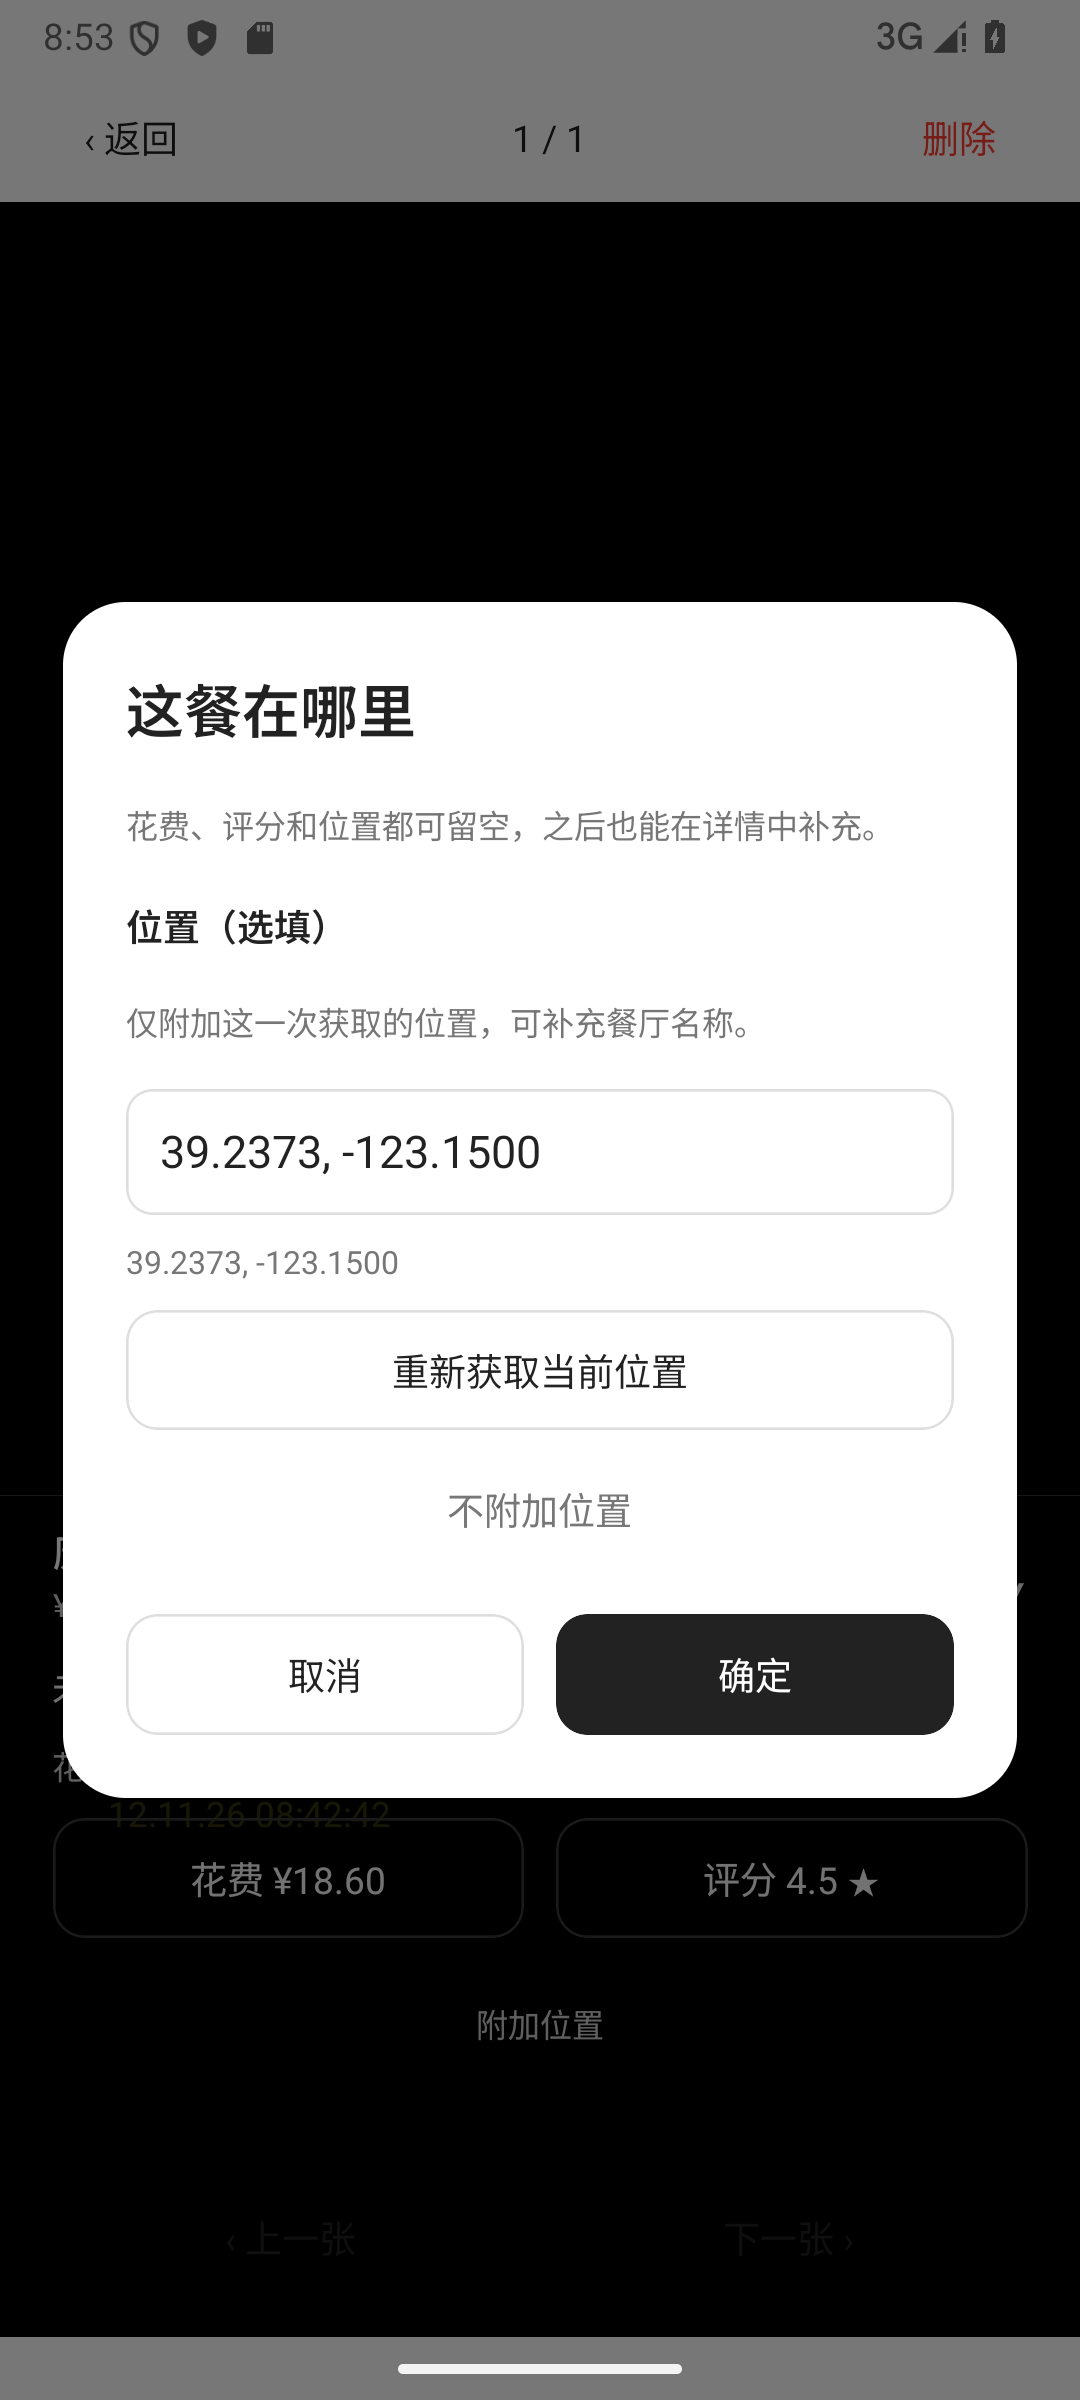 8:53
3G
‹ 返回
1 / 1
删除
这餐在哪里
花费、评分和位置都可留空，之后也能在详情中补充。
位置（选填）
仅附加这一次获取的位置，可补充餐厅名称。
39.2373, -123.1500
39.2373, -123.1500
重新获取当前位置
不附加位置
取消
确定
12.11.26 08:42:42
花费 ¥18.60
评分 4.5 ★
附加位置
‹ 上一张
下一张 ›